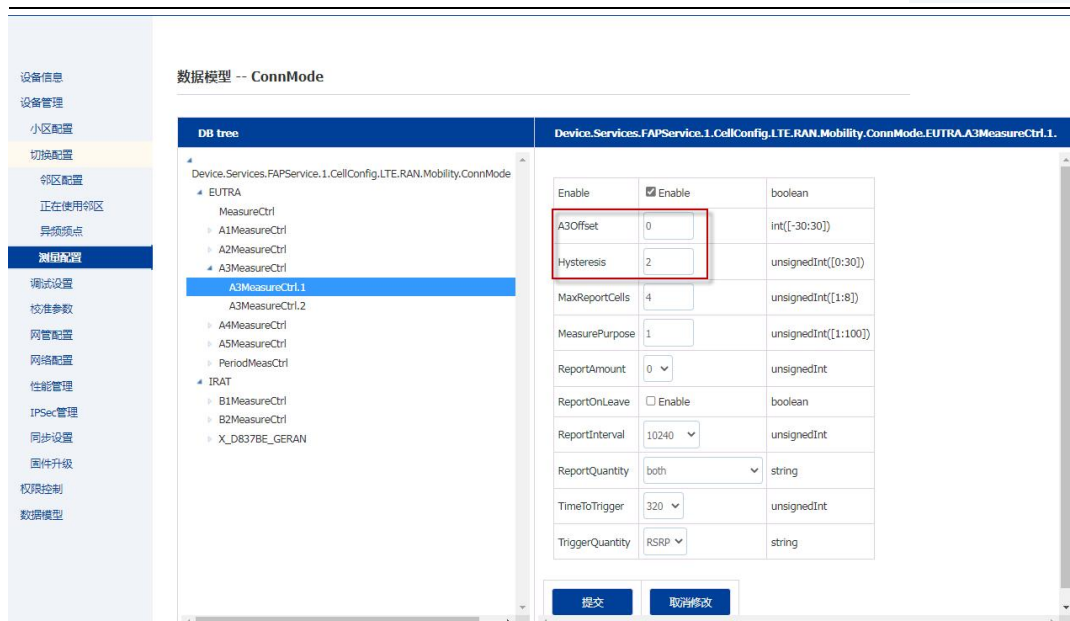 设备信息
设备管理
小区配置
切换配置
邻区配置
正在使用邻区
异频频点
测量配置
调试设置
校准参数
网管配置
网络配置
性能管理
IPSec管理
同步设置
固件升级
权限控制
数据模型
数据模型 -- ConnMode
DB tree
Device.Services.FAPService.1.CellConfig.LTE.RAN.Mobility.ConnMode
EUTRA
MeasureCtrl
A1MeasureCtrl
A2MeasureCtrl
A3MeasureCtrl
A3MeasureCtrl.1
A3MeasureCtrl.2
A4MeasureCtrl
A5MeasureCtrl
PeriodMeasCtrl
IRAT
B1MeasureCtrl
B2MeasureCtrl
X_D837BE_GERAN
Device.Services.FAPService.1.CellConfig.LTE.RAN.Mobility.ConnMode.EUTRA.A3MeasureCtrl.1.
Enable Enable boolean
A3Offset 0 int([-30:30])
Hysteresis 2 unsignedInt([0:30])
MaxReportCells 4 unsignedInt([1:8])
MeasurePurpose 1 unsignedInt([1:100])
ReportAmount 0 unsignedInt
ReportOnLeave Enable boolean
ReportInterval 10240 unsignedInt
ReportQuantity both string
TimeToTrigger 320 unsignedInt
TriggerQuantity RSRP string
提交 取消修改